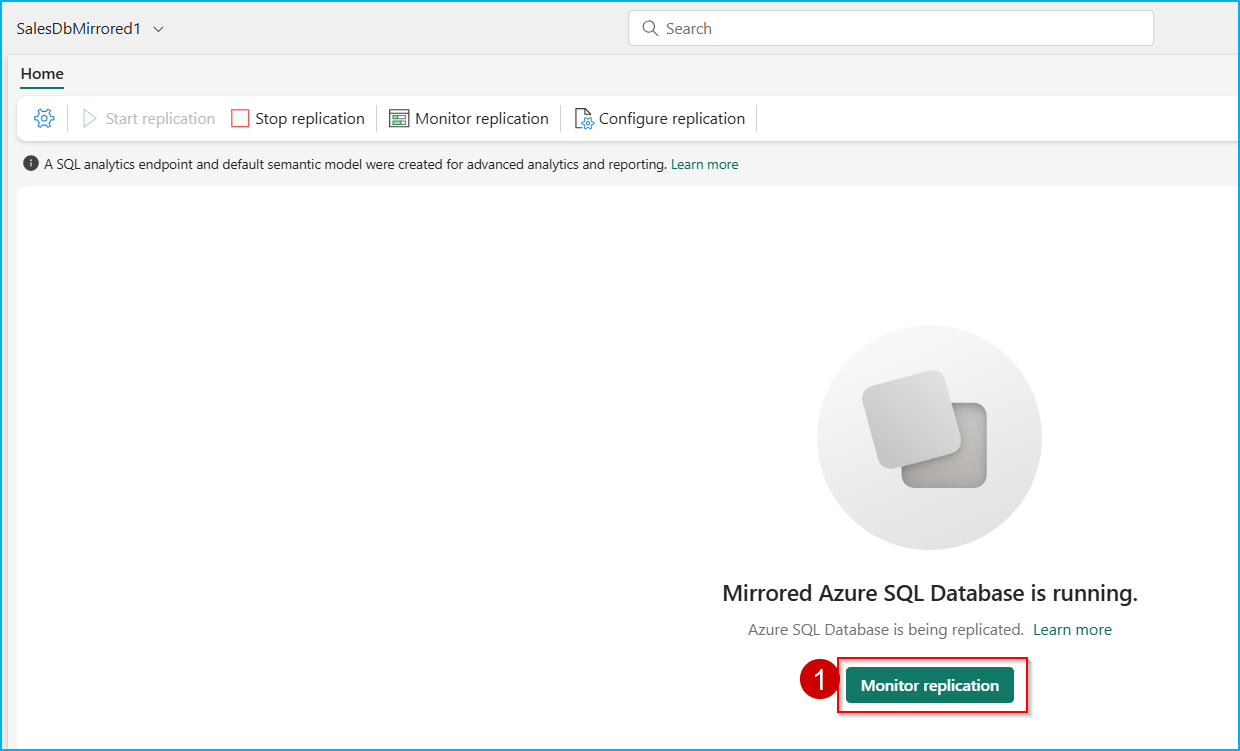 SalesDbMirrored1
Search
Home
Start replication Stop replication Monitor replication Configure replication
A SQL analytics endpoint and default semantic model were created for advanced analytics and reporting. Learn more
Mirrored Azure SQL Database is running.
Azure SQL Database is being replicated. Learn more
1 Monitor replication